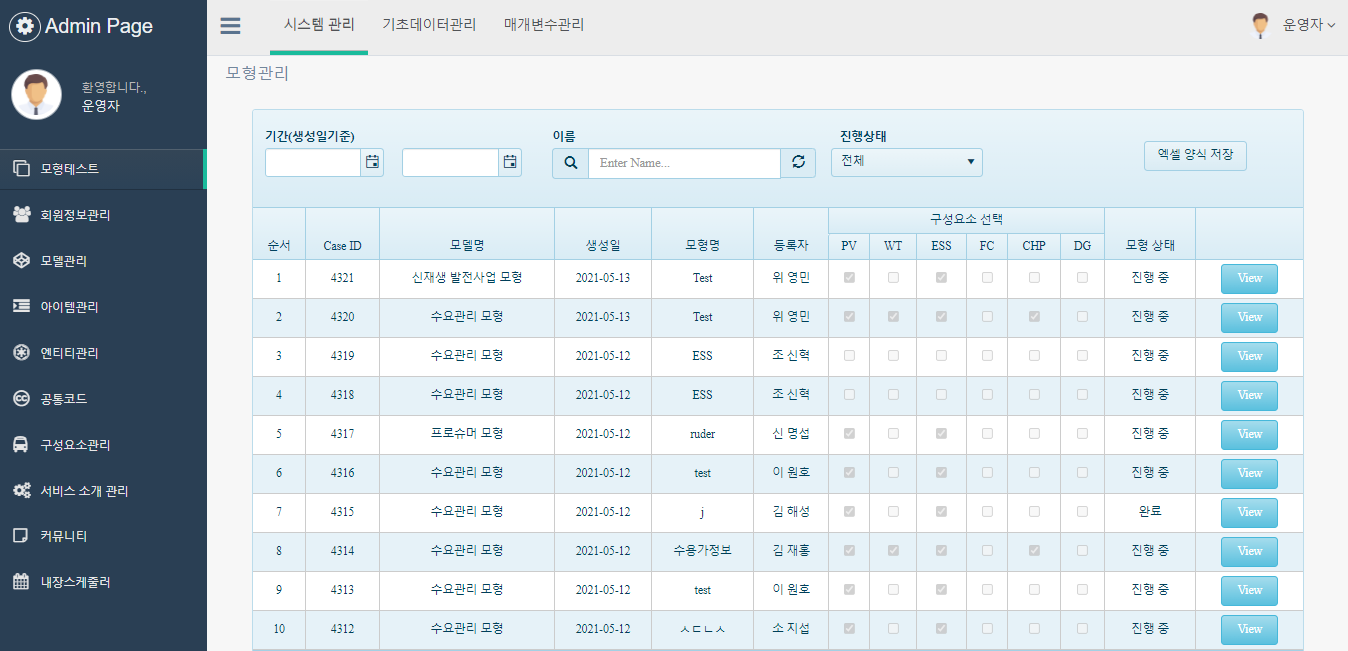 Admin Page
시스템 관리 기초데이터관리 매개변수관리 운영자
환영합니다.,
운영자
모형테스트
회원정보관리
모델관리
아이템관리
엔티티관리
공통코드
구성요소관리
서비스 소개 관리
커뮤니티
내장스케줄러
모형관리
기간(생성일기준) 이름 진행상태
Enter Name... 전체 엑셀 양식 저장
구성요소 선택
순서 Case ID 모델명 생성일 모형명 등록자 PV WT ESS FC CHP DG 모형 상태
1 4321 신재생 발전사업 모형 2021-05-13 Test 위 영민 진행 중 View
2 4320 수요관리 모형 2021-05-13 Test 위 영민 진행 중 View
3 4319 수요관리 모형 2021-05-12 ESS 조 신혁 진행 중 View
4 4318 수요관리 모형 2021-05-12 ESS 조 신혁 진행 중 View
5 4317 프로슈머 모형 2021-05-12 ruder 신 명섭 진행 중 View
6 4316 수요관리 모형 2021-05-12 test 이 원호 진행 중 View
7 4315 수요관리 모형 2021-05-12 j 김 해성 완료 View
8 4314 수요관리 모형 2021-05-12 수용가정보 김 재홍 진행 중 View
9 4313 수요관리 모형 2021-05-12 test 이 원호 진행 중 View
10 4312 수요관리 모형 2021-05-12 ㅅㄷㄴㅅ 소 지섭 진행 중 View